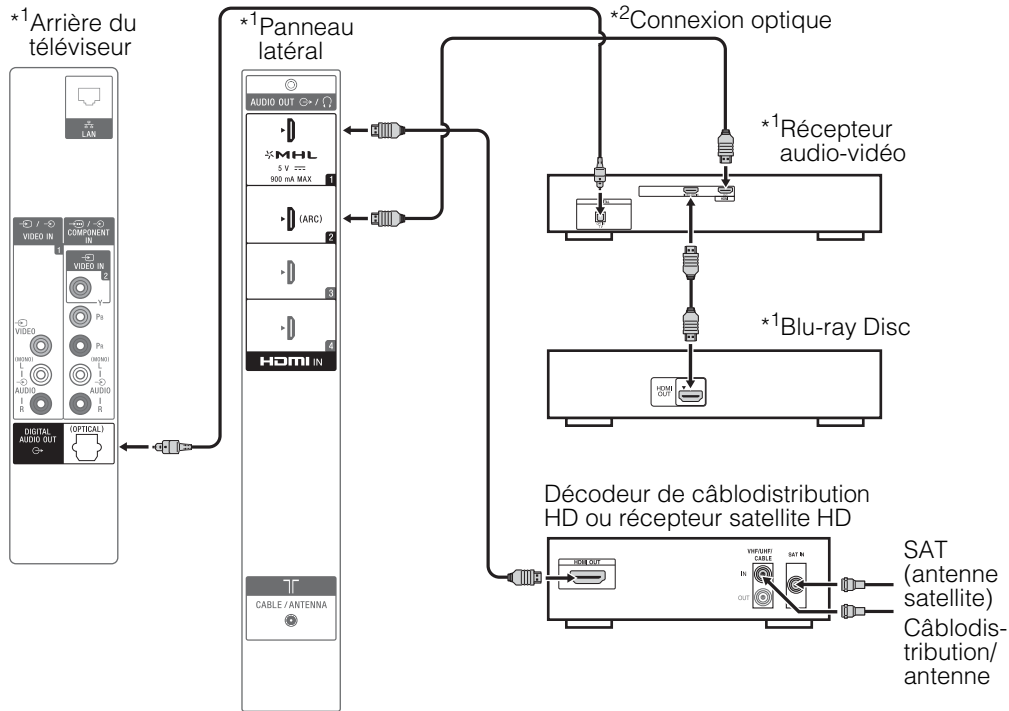 *1Arrière du
téléviseur
LAN
VIDEO IN
1
COMPONENT
IN
VIDEO IN
2
Y
PB
PR
VIDEO
(MONO)
L
I
AUDIO
I
R
(MONO)
L
I
AUDIO
I
R
DIGITAL
AUDIO OUT
(OPTICAL)
*1Panneau
latéral
AUDIO OUT /
MHL
5 V
900 mA MAX
1
(ARC)
2
3
4
HDMI IN
CABLE / ANTENNA
*2Connexion optique
*1Récepteur
audio-vidéo
*1Blu-ray Disc
HDMI
OUT
Décodeur de câblodistribution
HD ou récepteur satellite HD
HDMI OUT
VHF/UHF/
CABLE
SAT IN
IN
OUT
SAT
(antenne
satellite)
Câblodis-
tribution/
antenne